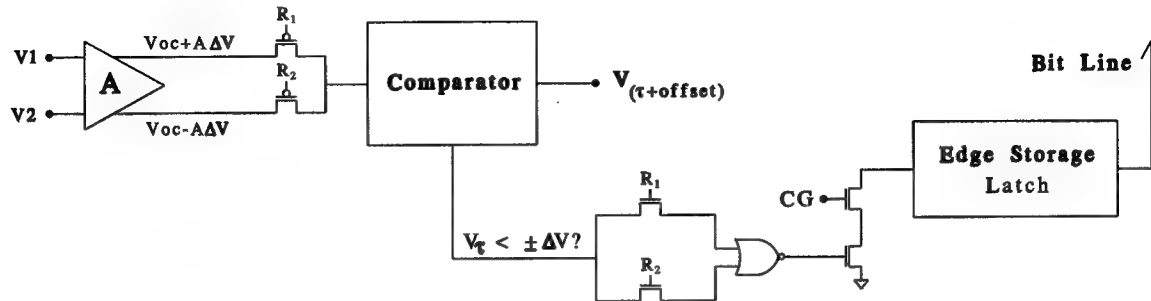 V1
V2
A
Voc+AΔV
Voc-AΔV
R1
R2
Comparator
V(τ+offset)
Vτ < ±ΔV?
R1
R2
CG
Edge Storage
Latch
Bit Line